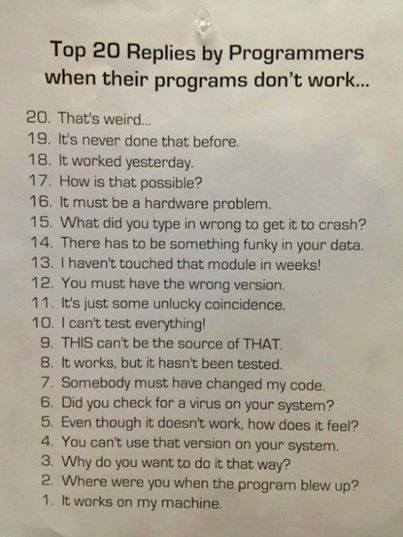 Top 20 Replies by Programmers
when their programs don't work...
20. That's weird...
19. It's never done that before.
18. It worked yesterday.
17. How is that possible?
16. It must be a hardware problem.
15. What did you type in wrong to get it to crash?
14. There has to be something funky in your data.
13. I haven't touched that module in weeks!
12. You must have the wrong version.
11. It's just some unlucky coincidence.
10. I can't test everything!
9. THIS can't be the source of THAT.
8. It works, but it hasn't been tested.
7. Somebody must have changed my code.
6. Did you check for a virus on your system?
5. Even though it doesn't work, how does it feel?
4. You can't use that version on your system.
3. Why do you want to do it that way?
2. Where were you when the program blew up?
1. It works on my machine.